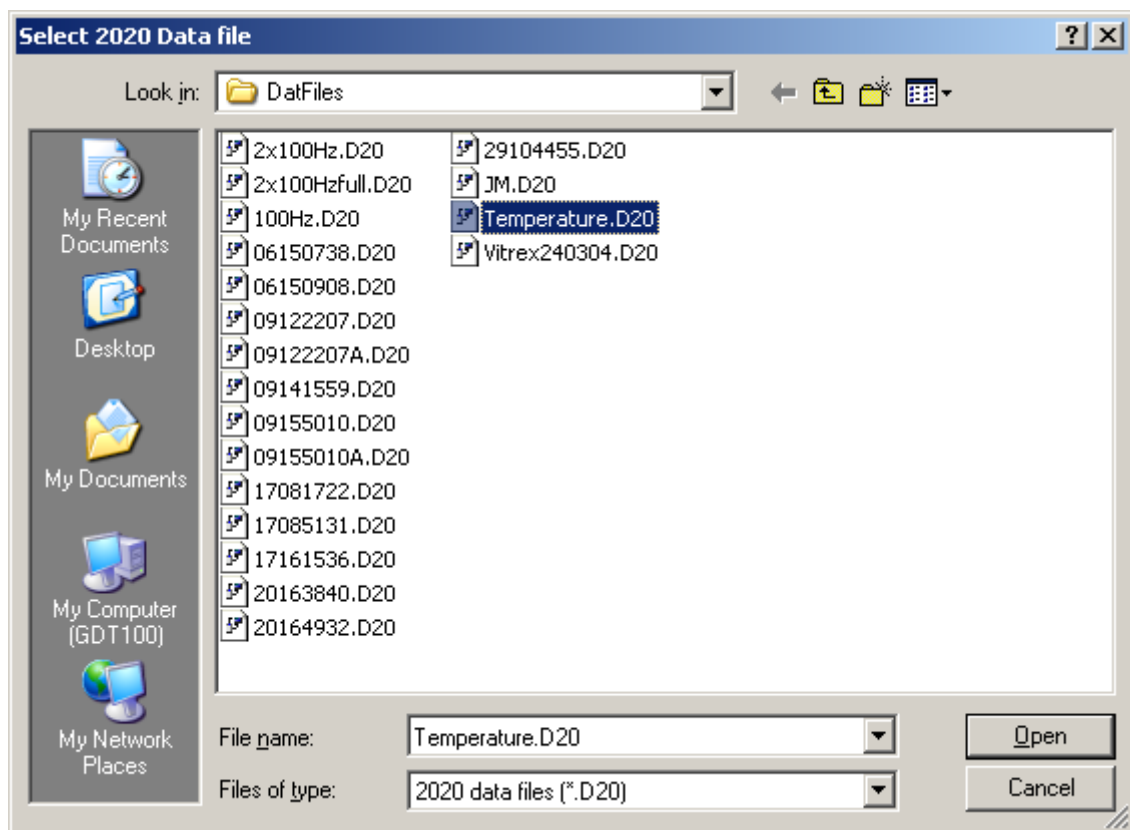 Select 2020 Data file
Look in:
DatFiles
My Recent
Documents
Desktop
My Documents
My Computer
(GDT100)
My Network
Places
2x100Hz.D20
2x100Hzfull.D20
100Hz.D20
06150738.D20
06150908.D20
09122207.D20
09122207A.D20
09141559.D20
09155010.D20
09155010A.D20
17081722.D20
17085131.D20
17161536.D20
20163840.D20
20164932.D20
29104455.D20
JM.D20
Temperature.D20
Vitrex240304.D20
File name:
Temperature.D20
Open
Files of type:
2020 data files (*.D20)
Cancel